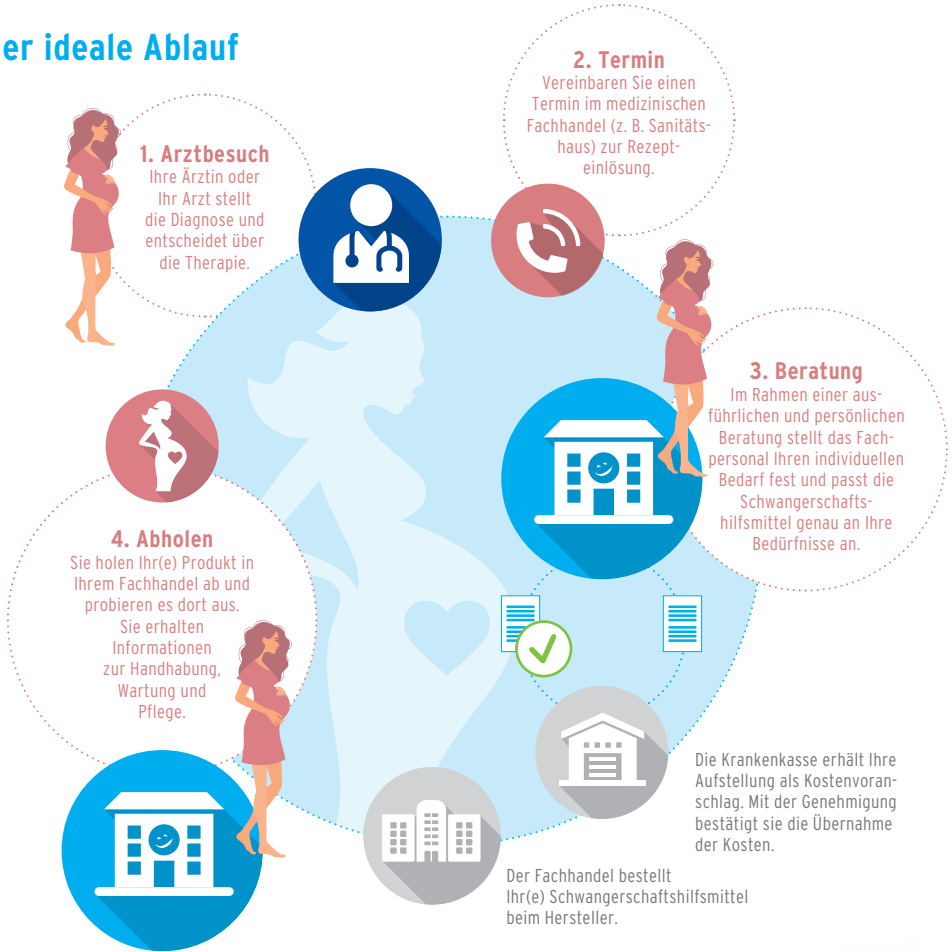 er ideale Ablauf
1. Arztbesuch
Ihre Ärztin oder
Ihr Arzt stellt
die Diagnose und
entscheidet über
die Therapie.
2. Termin
Vereinbaren Sie einen
Termin im medizinischen
Fachhandel (z. B. Sanitäts-
haus) zur Rezept-
einlösung.
3. Beratung
Im Rahmen einer aus-
führlichen und persönlichen
Beratung stellt das Fach-
personal Ihren individuellen
Bedarf fest und passt die
Schwangerschafts-
hilfsmittel genau an Ihre
Bedürfnisse an.
Die Krankenkasse erhält Ihre
Aufstellung als Kostenvoran-
schlag. Mit der Genehmigung
bestätigt sie die Übernahme
der Kosten.
Der Fachhandel bestellt
Ihr(e) Schwangerschaftshilfsmittel
beim Hersteller.
4. Abholen
Sie holen Ihr(e) Produkt in
Ihrem Fachhandel ab und
probieren es dort aus.
Sie erhalten
Informationen
zur Handhabung,
Wartung und
Pflege.